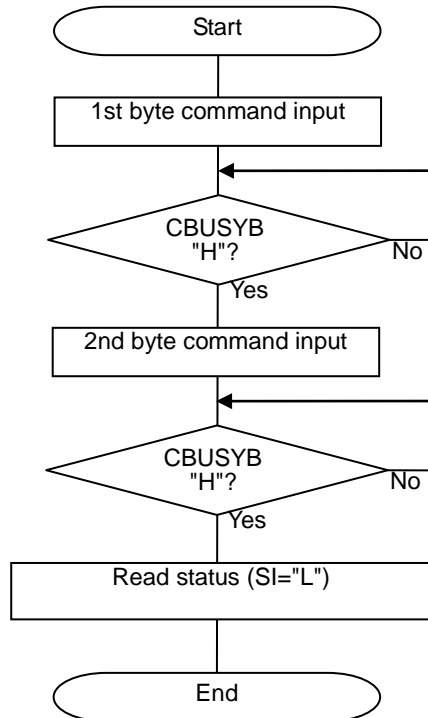 Start
1st byte command input
CBUSYB
"H"?
No
Yes
2nd byte command input
CBUSYB
"H"?
No
Yes
Read status (SI="L")
End